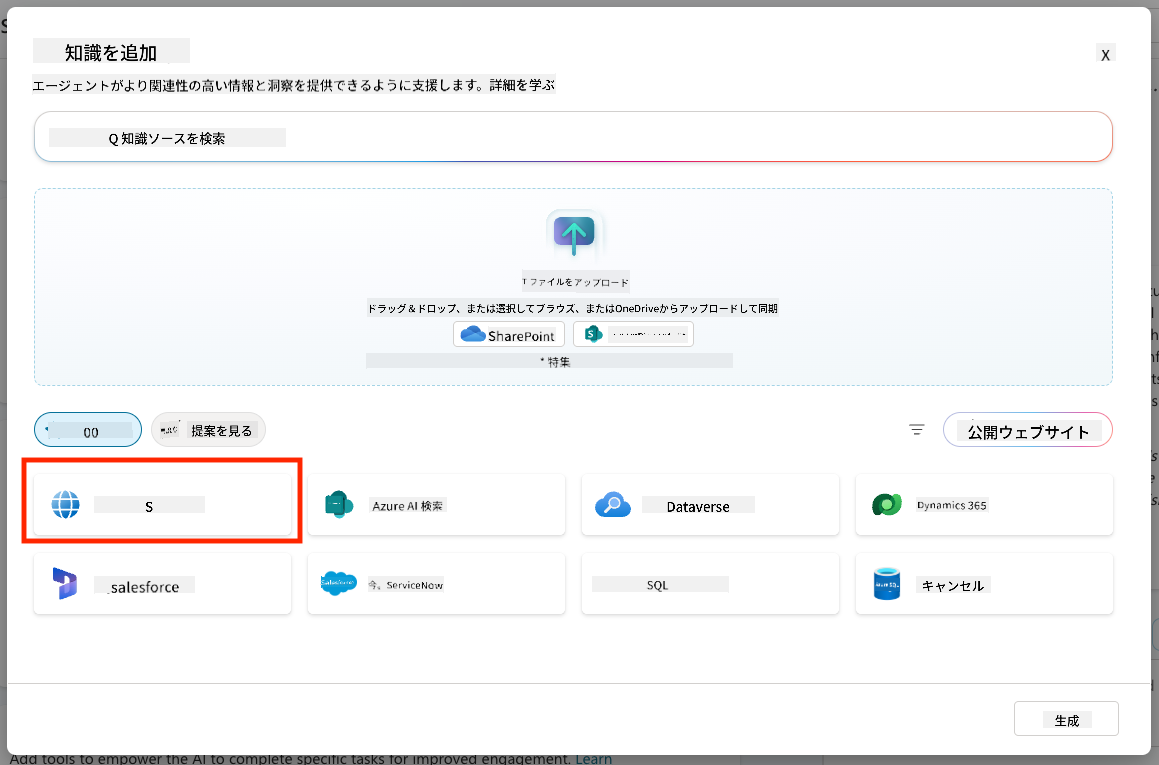 知識を追加
X
エージェントがより関連性の高い情報と洞察を提供できるように支援します。詳細を学ぶ
Q 知識ソースを検索
T ファイルをアップロード
ドラッグ＆ドロップ、または選択してブラウズ、またはOneDriveからアップロードして同期
SharePoint
* 特集
00
提案を見る
公開ウェブサイト
S
Azure AI 検索
Dataverse
Dynamics 365
salesforce
salesforce
今。ServiceNow
SQL
キャンセル
生成
Add tools to empower the AI to complete specific tasks for improved engagement. Learn